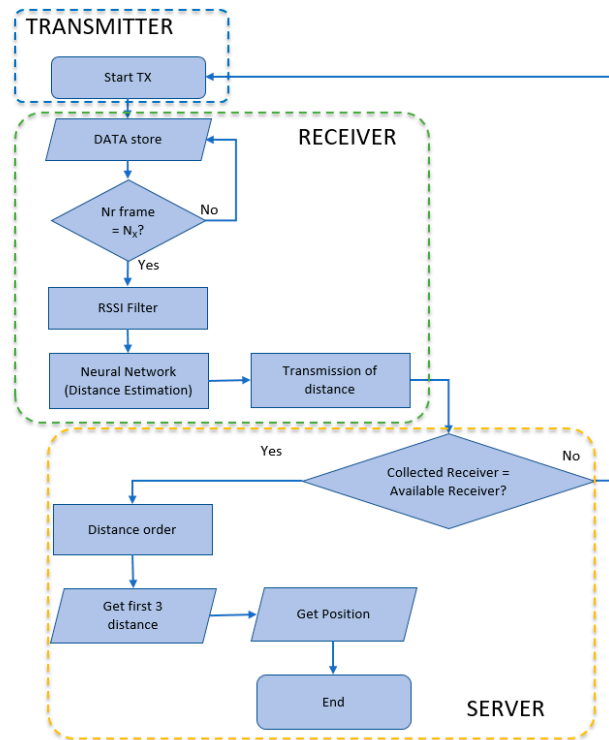 TRANSMITTER
Start TX
RECEIVER
DATA store
Nr frame
= Nₓ?
No
Yes
RSSI Filter
Neural Network
(Distance Estimation)
Transmission of
distance
Yes
Collected Receiver =
Available Receiver?
No
Distance order
Get first 3
distance
Get Position
End
SERVER